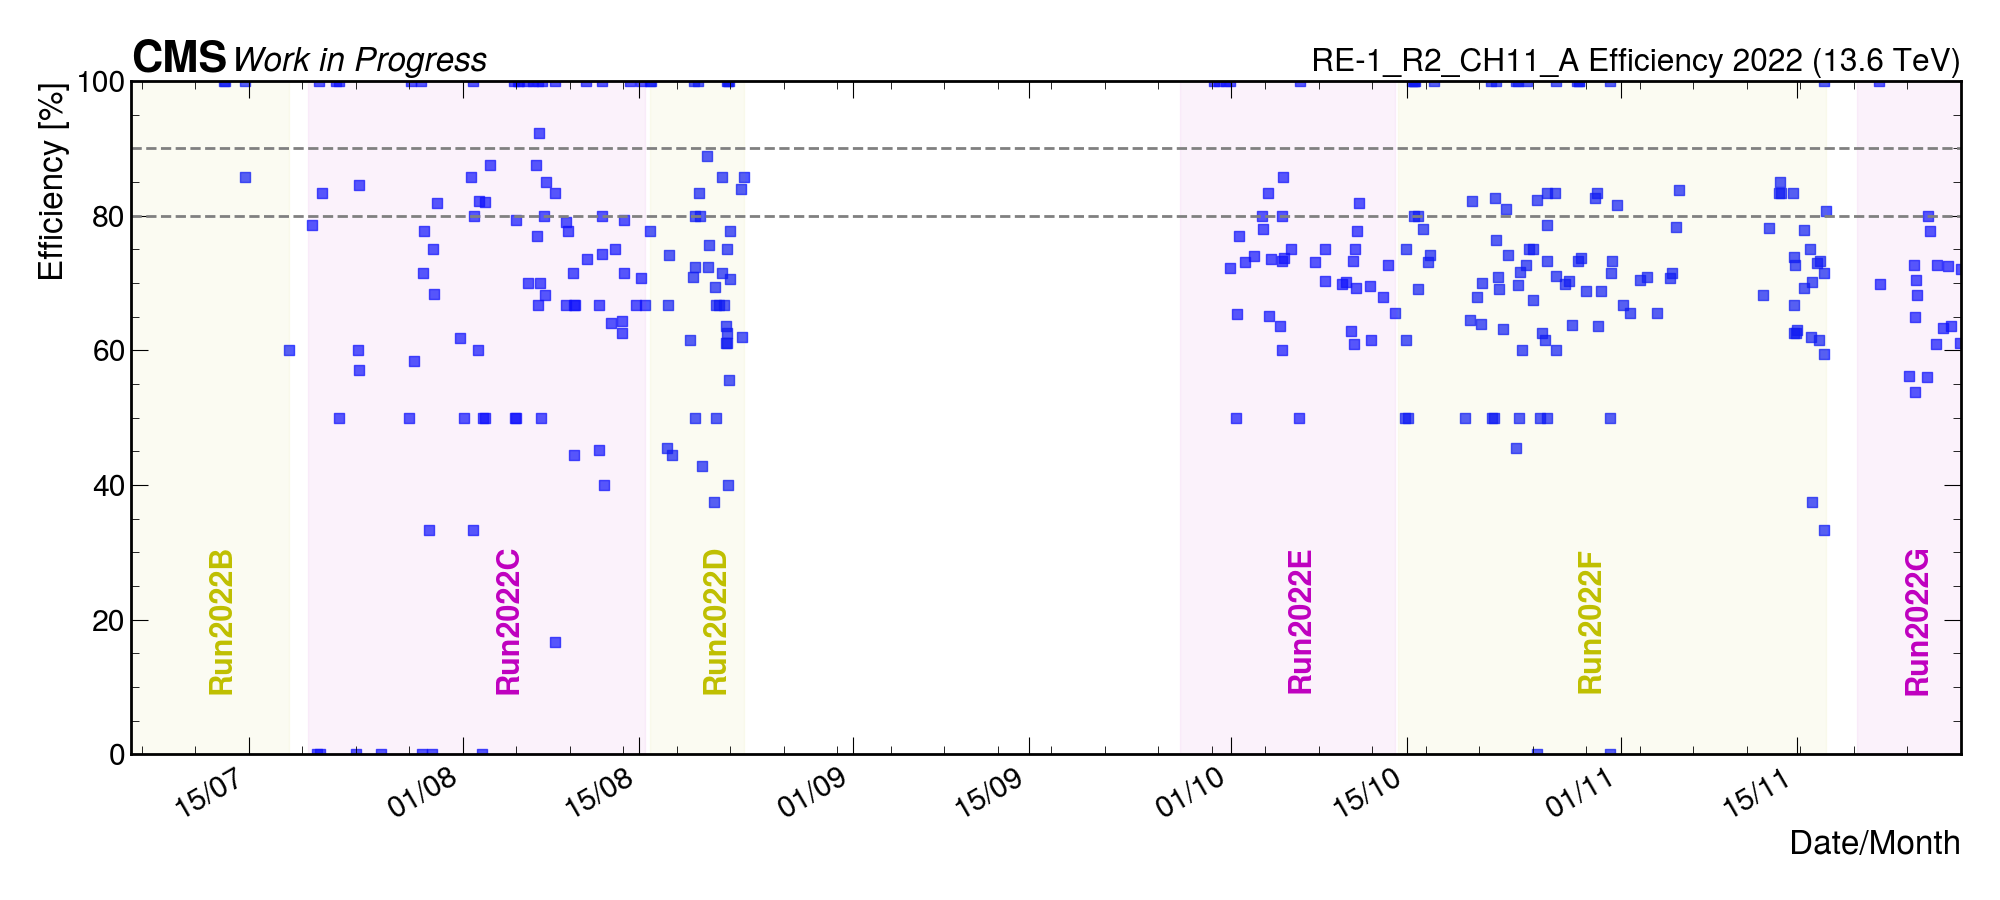 CMS Work in Progress
RE-1_R2_CH11_A Efficiency 2022 (13.6 TeV)
Efficiency [%]
100
80
60
40
20
0
Run2022B
Run2022C
Run2022D
Run2022E
Run2022F
Run2022G
15/07
01/08
15/08
01/09
15/09
01/10
15/10
01/11
15/11
Date/Month